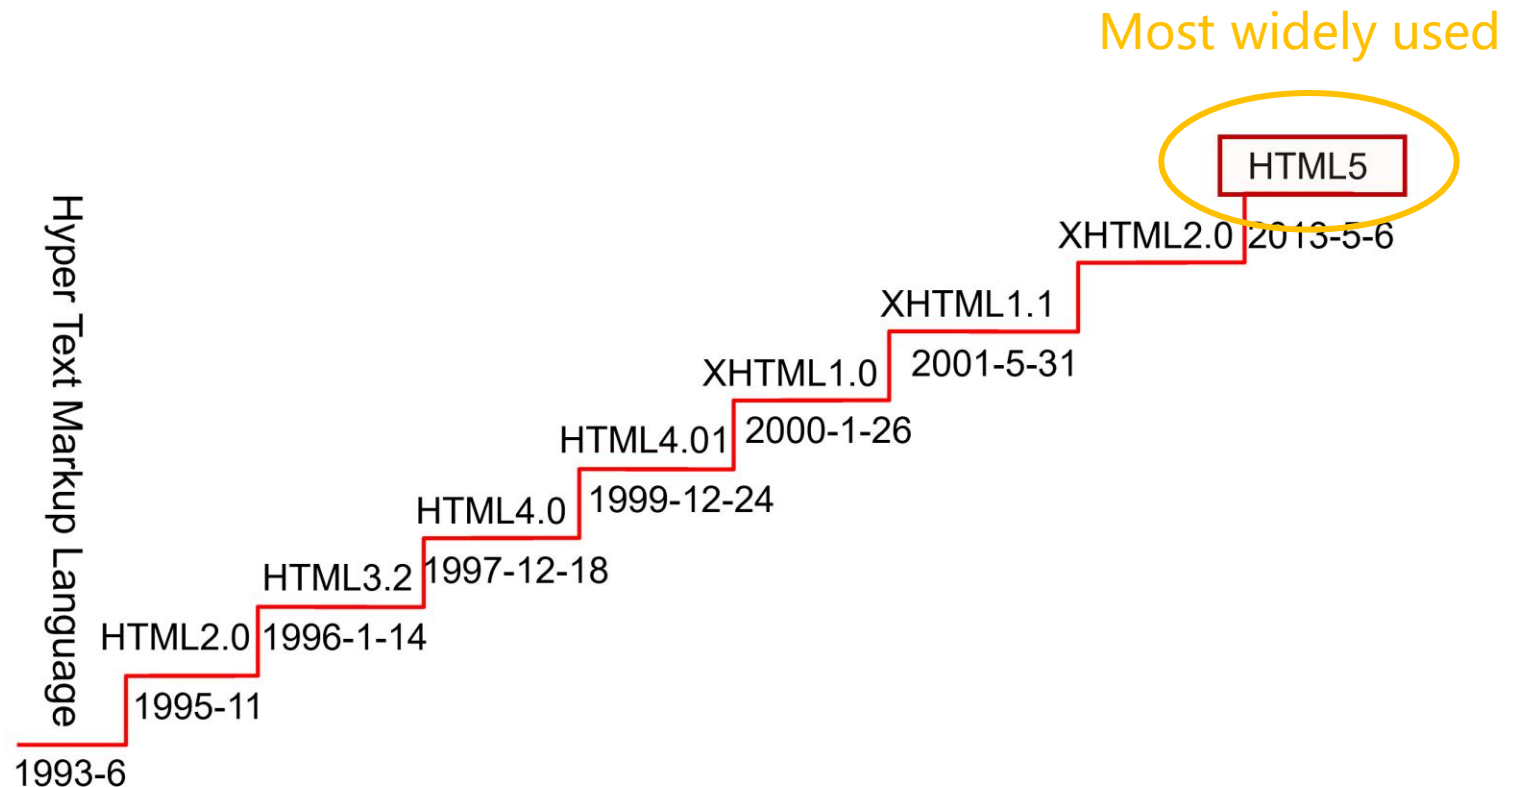 Most widely used
HTML5
2013-5-6
XHTML2.0
XHTML1.1
2001-5-31
XHTML1.0
2000-1-26
HTML4.01
1999-12-24
HTML4.0
1997-12-18
HTML3.2
1996-1-14
HTML2.0
1995-11
Hyper Text Markup Language
1993-6